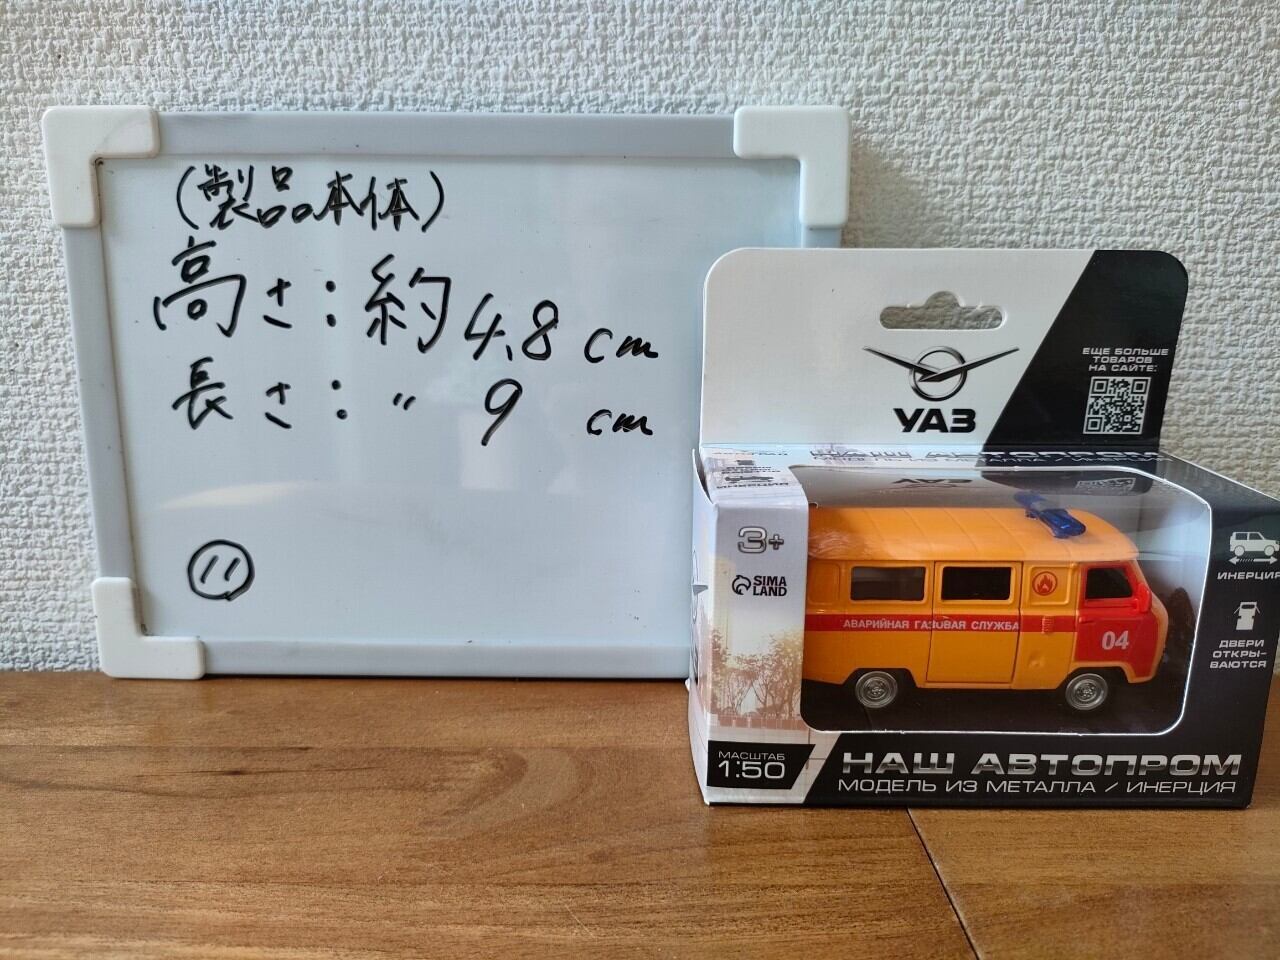 (製品本体)
高さ:約4.8cm
長さ:〃 9 cm
⑪
УАЗ
ЕЩЕ БОЛЬШЕ
ТОВАРОВ
НА САЙТЕ:
3+
SIMA
LAND
АВАРИЙНАЯ ГАЗОВАЯ СЛУЖБА
04
ИНЕРЦИЯ
ДВЕРИ
ОТКРЫ-
ВАЮТСЯ
МАСШТАБ
1:50
НАШ АВТОПРОМ
МОДЕЛЬ ИЗ МЕТАЛЛА / ИНЕРЦИЯ